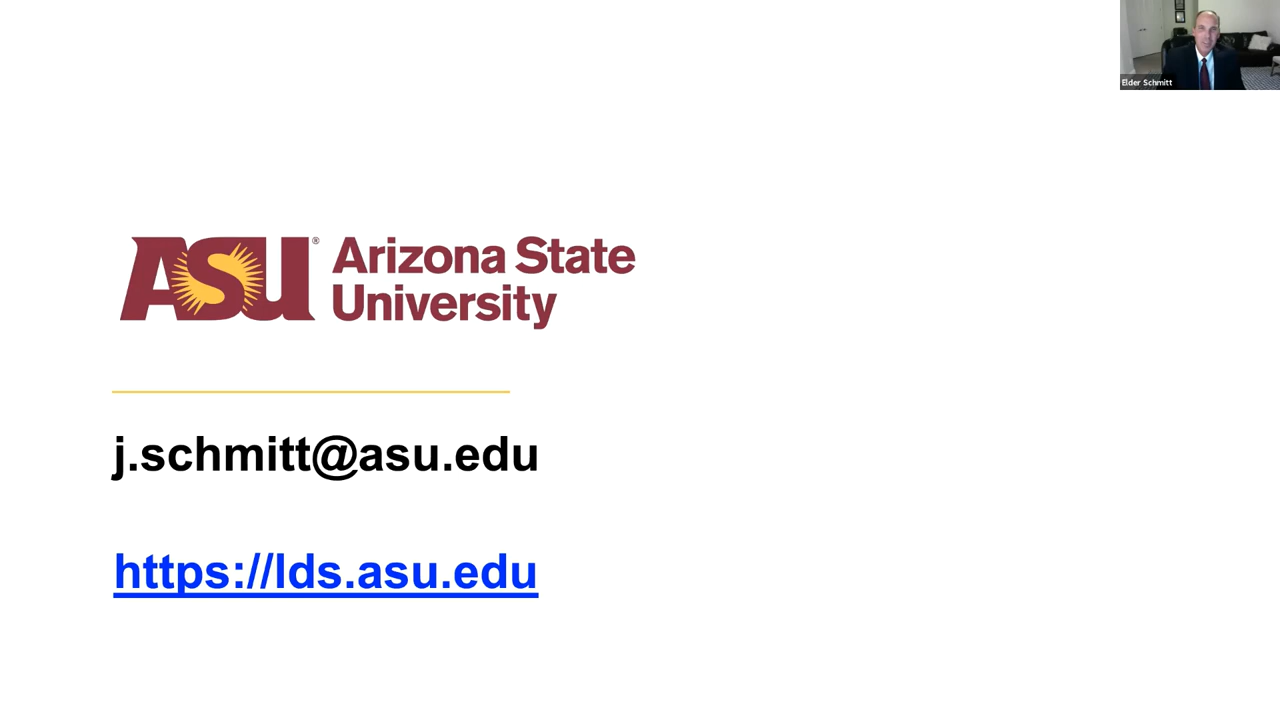 Elder Schmitt
ASU® Arizona State
University
j.schmitt@asu.edu
https://lds.asu.edu